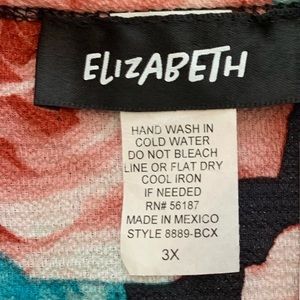 ELIZABETH
HAND WASH IN
COLD WATER
DO NOT BLEACH
LINE OR FLAT DRY
COOL IRON
IF NEEDED
RN# 56187
MADE IN MEXICO
STYLE 8889-BCX
3X